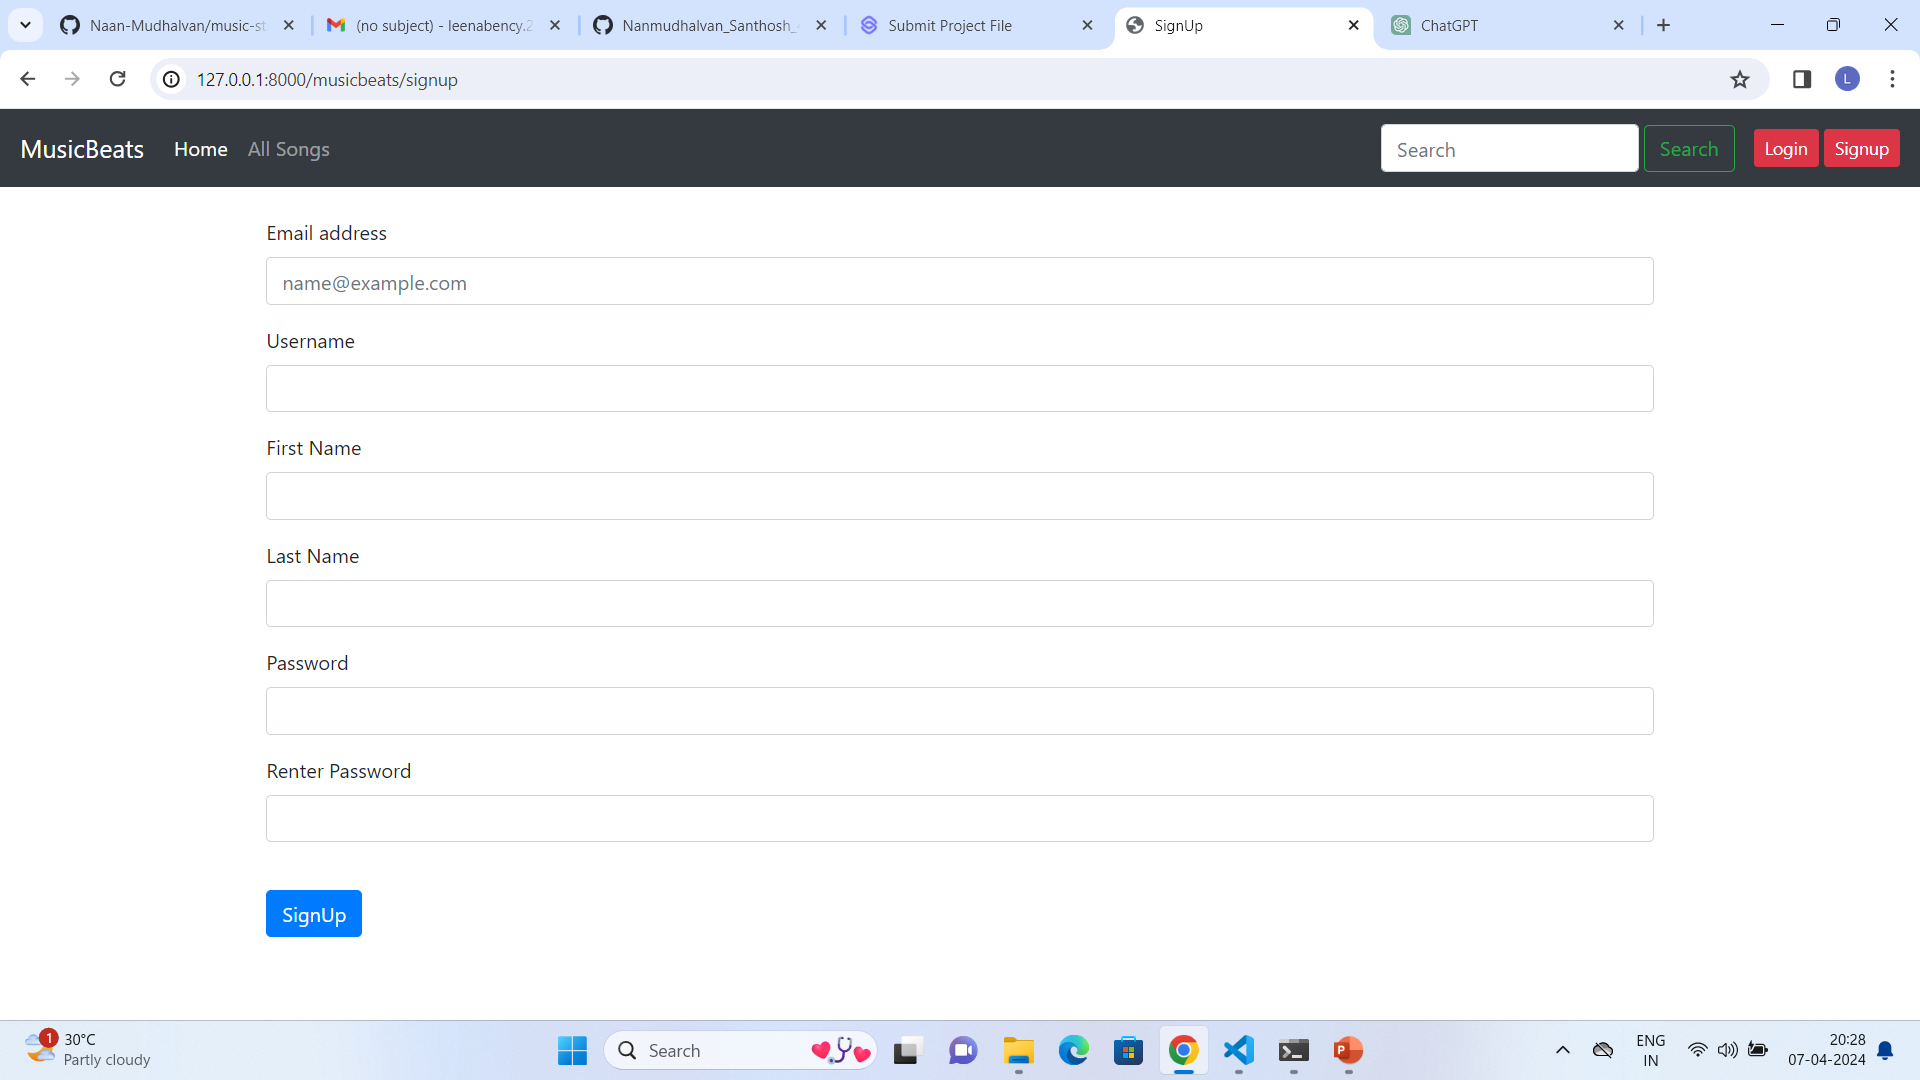 Naan-Mudhalvan/music-st
(no subject) - leenabency.2
Nanmudhalvan_Santhosh_
Submit Project File
SignUp
ChatGPT
127.0.0.1:8000/musicbeats/signup
L
MusicBeats
Home
All Songs
Search
Search
Login
Signup
Email address
name@example.com
Username
First Name
Last Name
Password
Renter Password
SignUp
1
30°C
Partly cloudy
Search
P
ENG
IN
20:28
07-04-2024